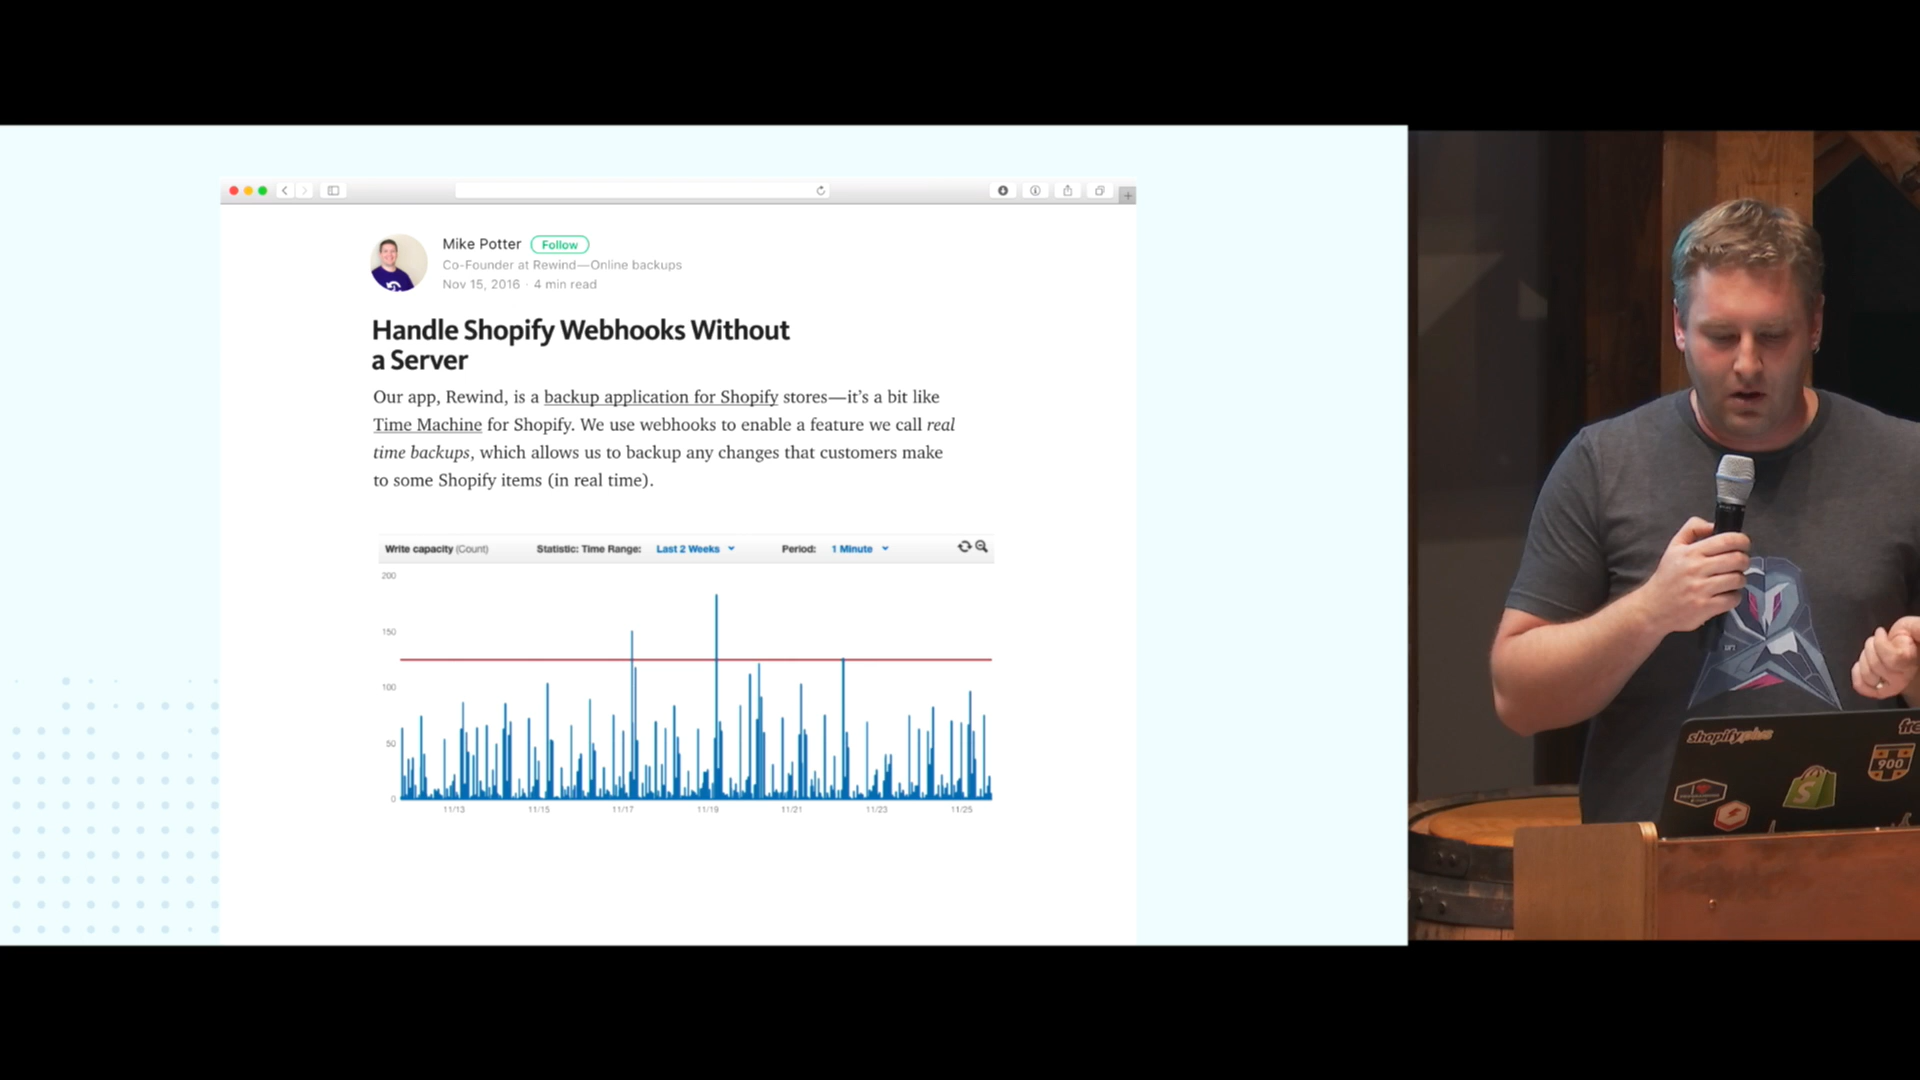 Mike Potter Follow
Co-Founder at Rewind—Online backups
Nov 15, 2016 · 4 min read
Handle Shopify Webhooks Without
a Server
Our app, Rewind, is a backup application for Shopify stores—it's a bit like
Time Machine for Shopify. We use webhooks to enable a feature we call real
time backups, which allows us to backup any changes that customers make
to some Shopify items (in real time).
Write capacity (Count) Statistic: Time Range: Last 2 Weeks Period: 1 Minute
200
150
100
50
0
11/13 11/15 11/17 11/19 11/21 11/23 11/25
shopifyplus
900
S